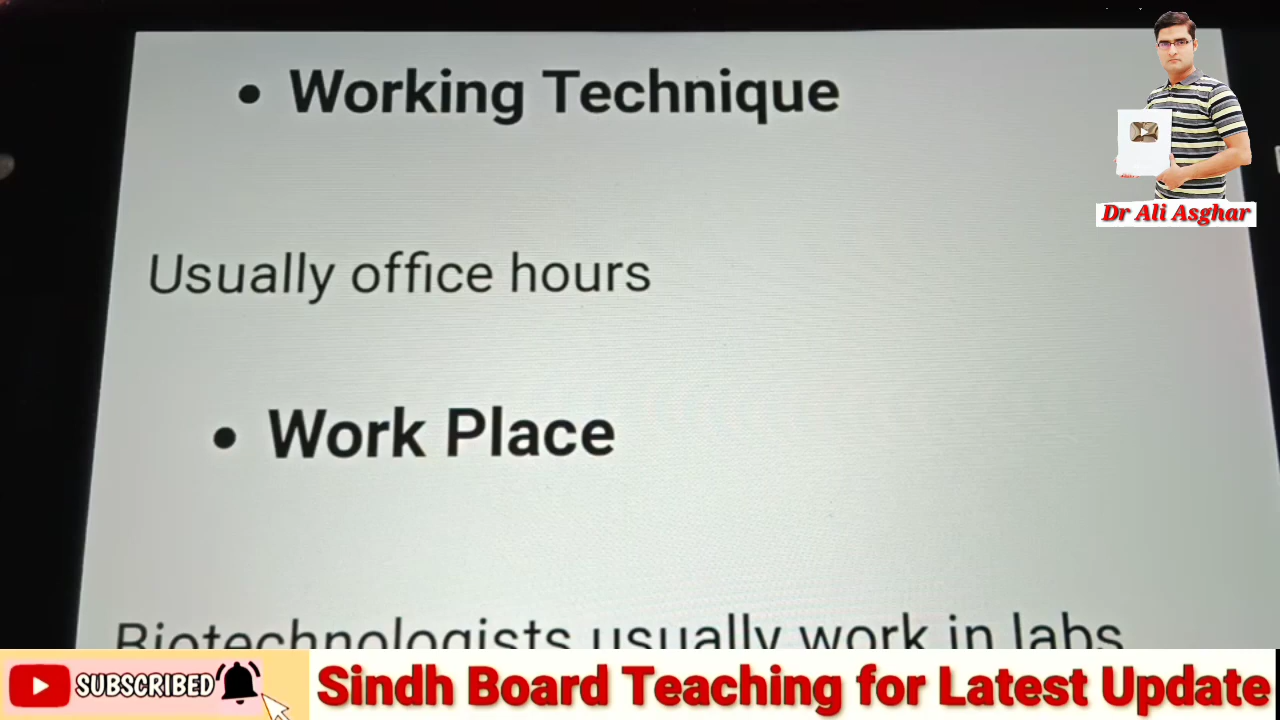 • Working Technique
Dr Ali Asghar
Usually office hours
• Work Place
Biotechnologists usually work in labs
SUBSCRIBED
Sindh Board Teaching for Latest Update